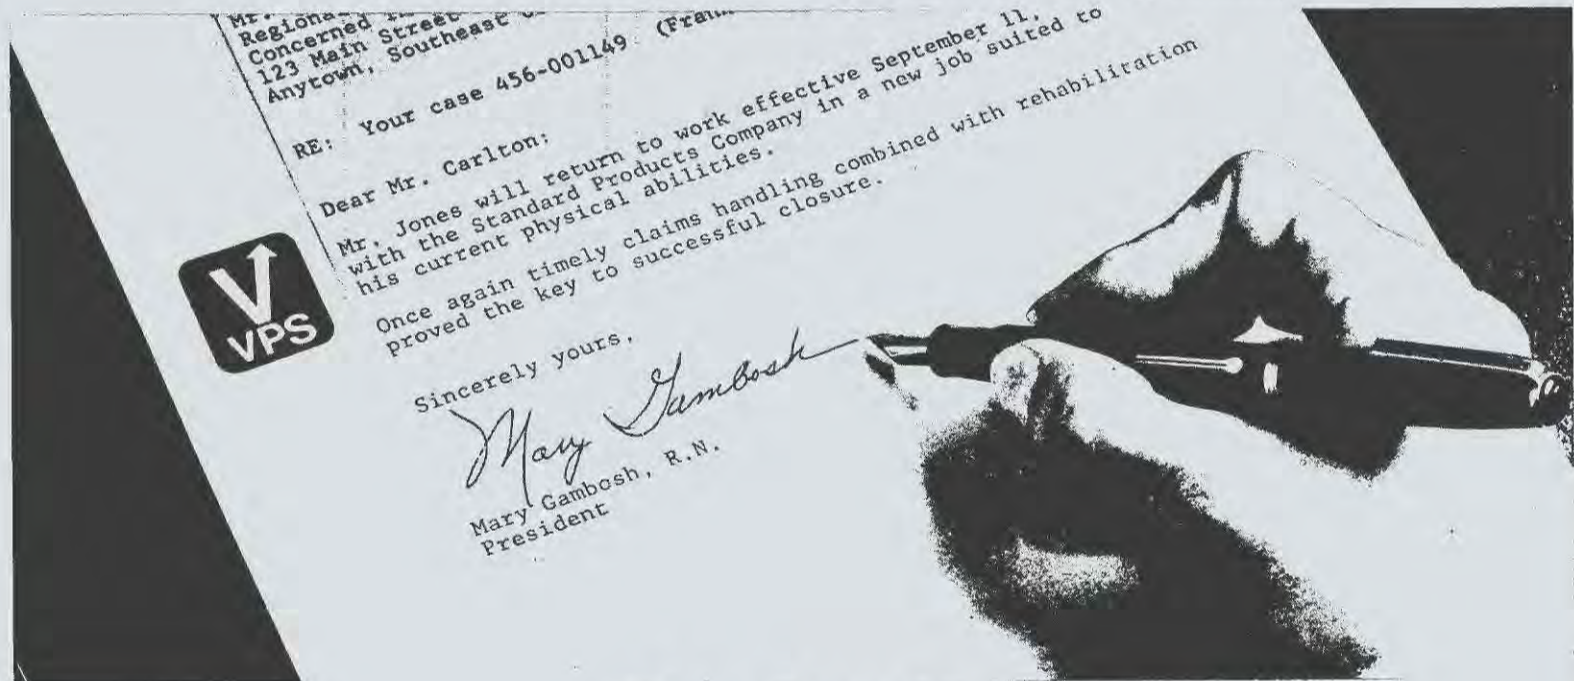 Mr.
Regional
Concerned
123 Main Street
Anytown, Southeast
RE: Your case 456-001149 (Frank
Dear Mr. Carlton:
Mr. Jones will return to work effective September 11,
with the Standard Products Company in a new job suited to
his current physical abilities.
Once again timely claims handling combined with rehabilitation
proved the key to successful closure.
Sincerely yours,
Mary Gambosh
Mary Gambosh, R.N.
President
V
VPS